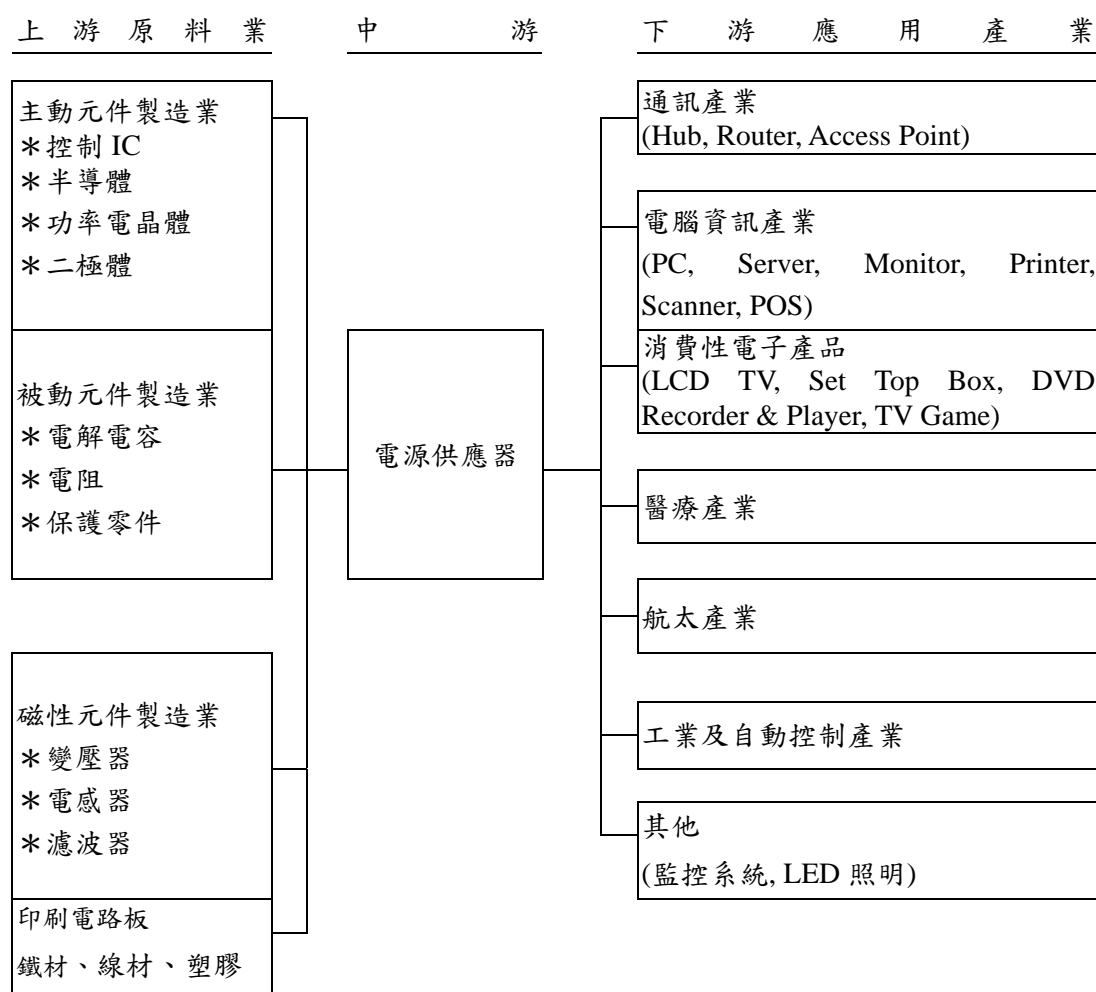 上游原料業
中游
下游應用產業
主動元件製造業
＊控制 IC
＊半導體
＊功率電晶體
＊二極體
被動元件製造業
＊電解電容
＊電阻
＊保護零件
磁性元件製造業
＊變壓器
＊電感器
＊濾波器
印刷電路板
鐵材、線材、塑膠
電源供應器
通訊產業
(Hub, Router, Access Point)
電腦資訊產業
(PC, Server, Monitor, Printer,
Scanner, POS)
消費性電子產品
(LCD TV, Set Top Box, DVD
Recorder & Player, TV Game)
醫療產業
航太產業
工業及自動控制產業
其他
(監控系統, LED 照明)